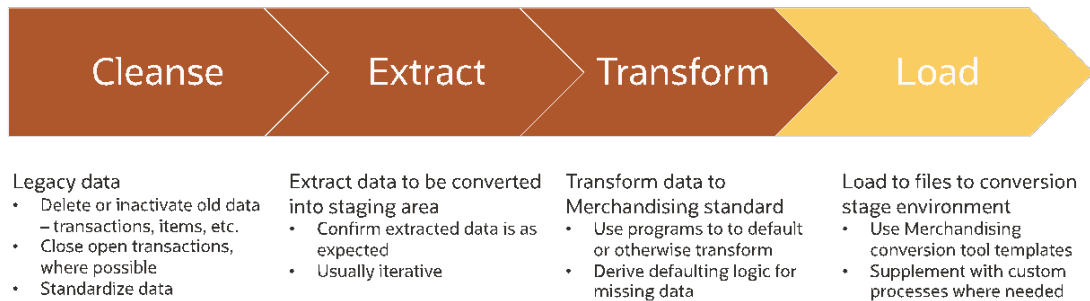 Cleanse
Extract
Transform
Load
Legacy data
• Delete or inactivate old data
– transactions, items, etc.
• Close open transactions,
where possible
• Standardize data
Extract data to be converted
into staging area
• Confirm extracted data is as
expected
• Usually iterative
Transform data to
Merchandising standard
• Use programs to to default
or otherwise transform
• Derive defaulting logic for
missing data
Load to files to conversion
stage environment
• Use Merchandising
conversion tool templates
• Supplement with custom
processes where needed